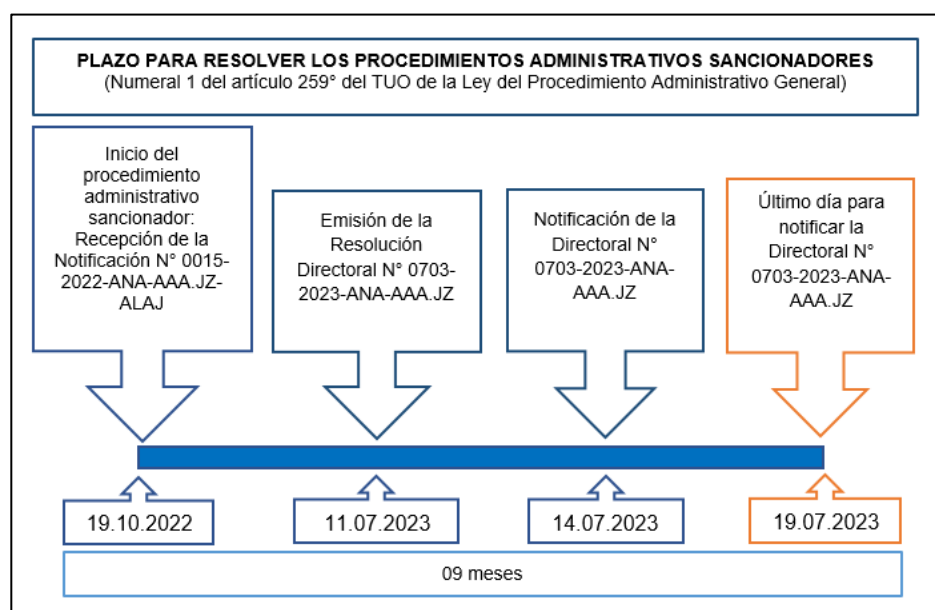 PLAZO PARA RESOLVER LOS PROCEDIMIENTOS ADMINISTRATIVOS SANCIONADORES
(Numeral 1 del artículo 259° del TUO de la Ley del Procedimiento Administrativo General)
Inicio del
procedimiento
administrativo
sancionador:
Recepción de la
Notificación N° 0015-
2022-ANA-AAA.JZ-
ALAJ
Emisión de la
Resolución
Directoral N° 0703-
2023-ANA-AAA.JZ
Notificación de la
Directoral N°
0703-2023-ANA-
AAA.JZ
Último día para
notificar la
Directoral N°
0703-2023-ANA-
AAA.JZ
19.10.2022
11.07.2023
14.07.2023
19.07.2023
09 meses